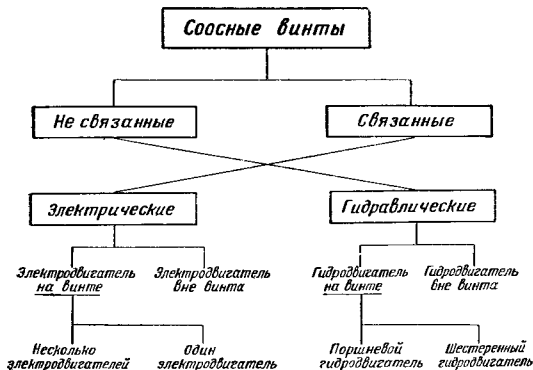 Соосные винты
Не связанные
Связанные
Электрические
Гидравлические
Электродвигатель
на винте
Электродвигатель
вне винта
Гидродвигатель
на винте
Гидродвигатель
вне винта
Несколько
электродвигателей
Один
электродвигатель
Поршневой
гидродвигатель
Шестеренный
гидродвигатель